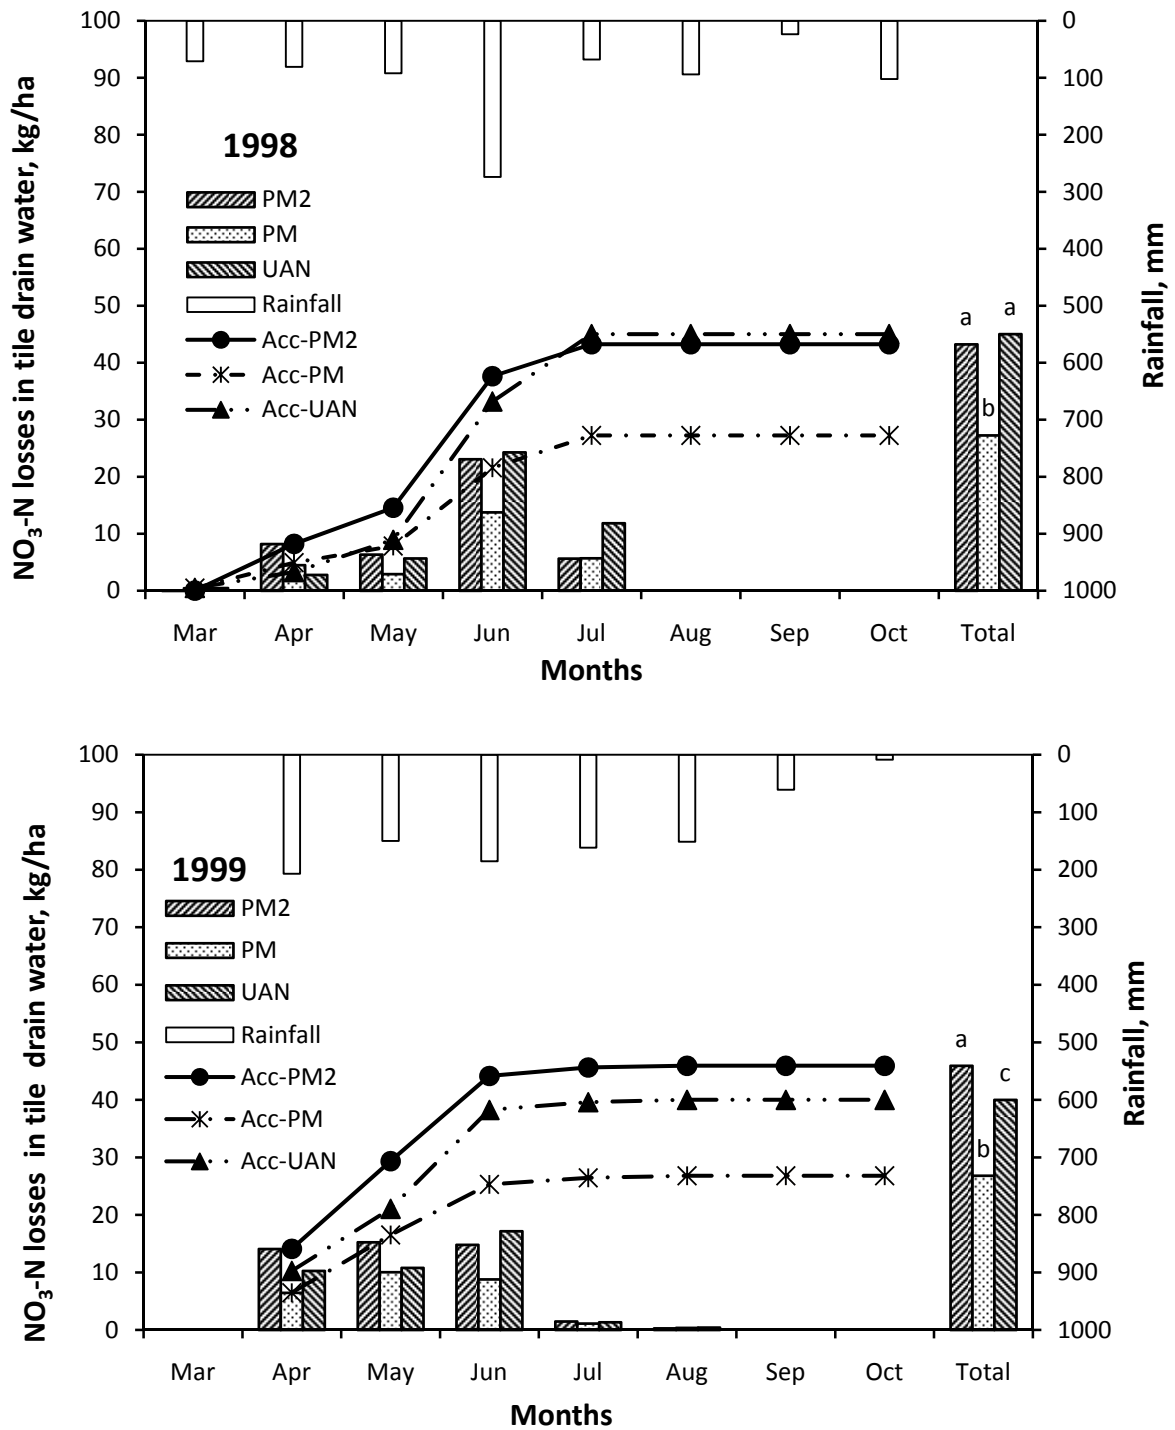 NO3-N losses in tile drain water, kg/ha
100
90
80
70
60
50
40
30
20
10
0
1998
PM2
PM
UAN
Rainfall
Acc-PM2
Acc-PM
Acc-UAN
a
b
a
0
100
200
300
400
500
600
700
800
900
1000
Rainfall, mm
Mar Apr May Jun Jul Aug Sep Oct Total
Months
NO3-N losses in tile drain water, kg/ha
100
90
80
70
60
50
40
30
20
10
0
1999
PM2
PM
UAN
Rainfall
Acc-PM2
Acc-PM
Acc-UAN
a
b
c
0
100
200
300
400
500
600
700
800
900
1000
Rainfall, mm
Mar Apr May Jun Jul Aug Sep Oct Total
Months